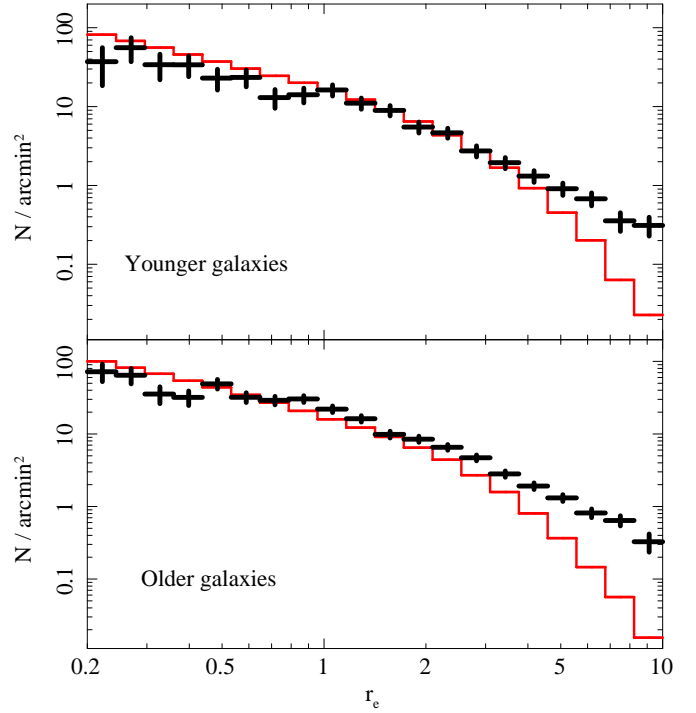 100
10
1
0.1
N / arcmin²
Younger galaxies
100
10
1
0.1
N / arcmin²
Older galaxies
0.2 0.5 1 2 5 10
r_e